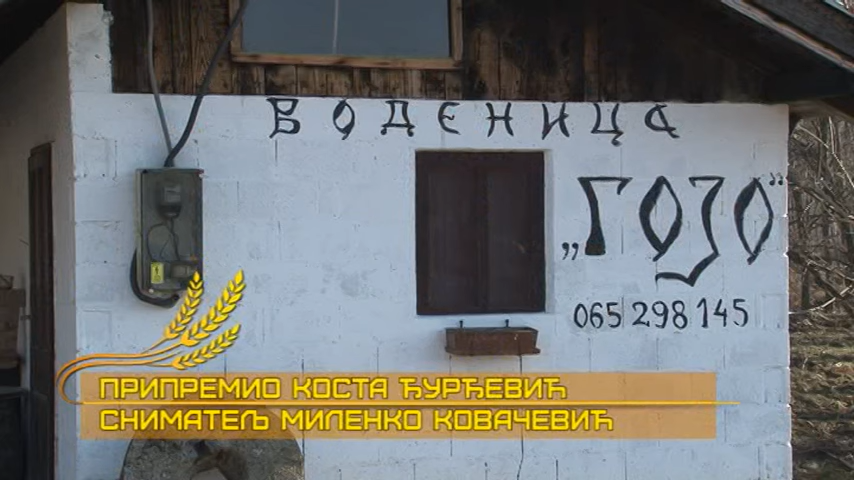 ВОДЕНИЦА
„ГОЈО“
065 298 145
ПРИПРЕМИО КОСТА ЂУРЂЕВИЋ
СНИМАТЕЉ МИЛЕНКО КОВАЧЕВИЋ